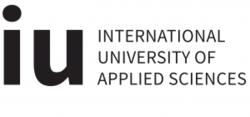 iu
INTERNATIONAL
UNIVERSITY OF
APPLIED SCIENCES